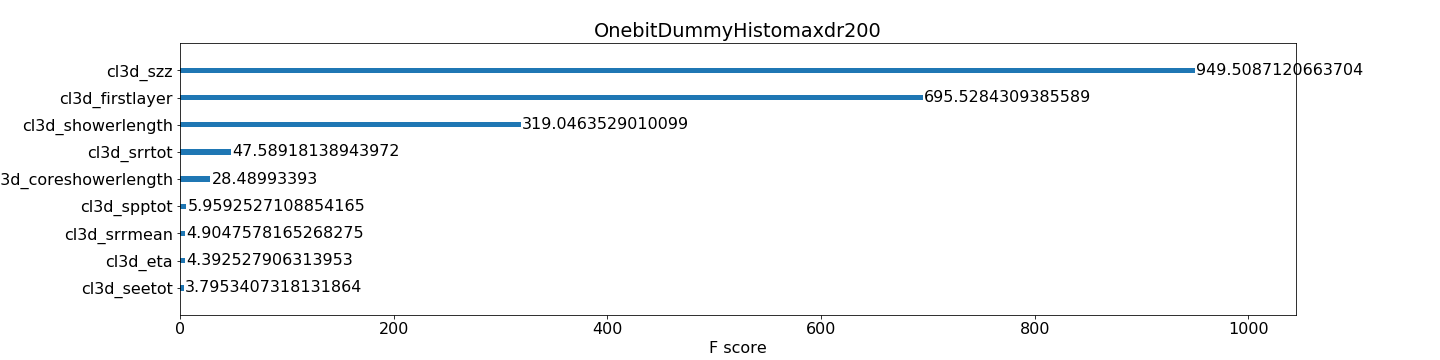 OnebitDummyHistomaxdr200
cl3d_szz 949.5087120663704
cl3d_firstlayer 695.5284309385589
cl3d_showerlength 319.0463529010099
cl3d_srrtot 47.58918138943972
3d_coreshowerlength 28.48993393
cl3d_spptot 5.9592527108854165
cl3d_srrmean 4.9047578165268275
cl3d_eta 4.392527906313953
cl3d_seetot 3.7953407318131864
0 200 400 600 800 1000
F score